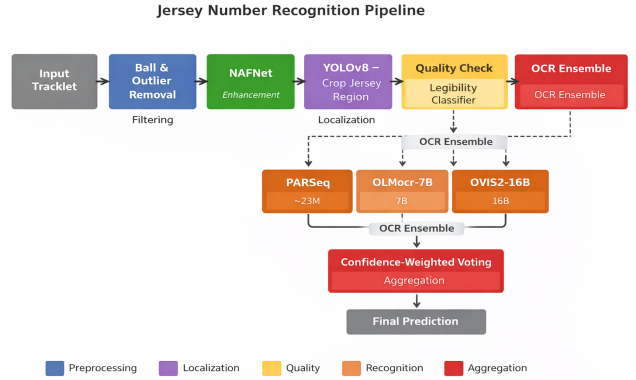 Jersey Number Recognition Pipeline
Input
Tracklet
Ball &
Outlier
Removal
Filtering
NAFNet
Enhancement
YOLOv8 –
Crop Jersey
Region
Localization
Quality Check
Legibility
Classifier
OCR Ensemble
OCR Ensemble
OCR Ensemble
PARSeq
~23M
OLMocr-7B
7B
OVIS2-16B
16B
OCR Ensemble
Confidence-Weighted Voting
Aggregation
Final Prediction
Preprocessing
Localization
Quality
Recognition
Aggregation